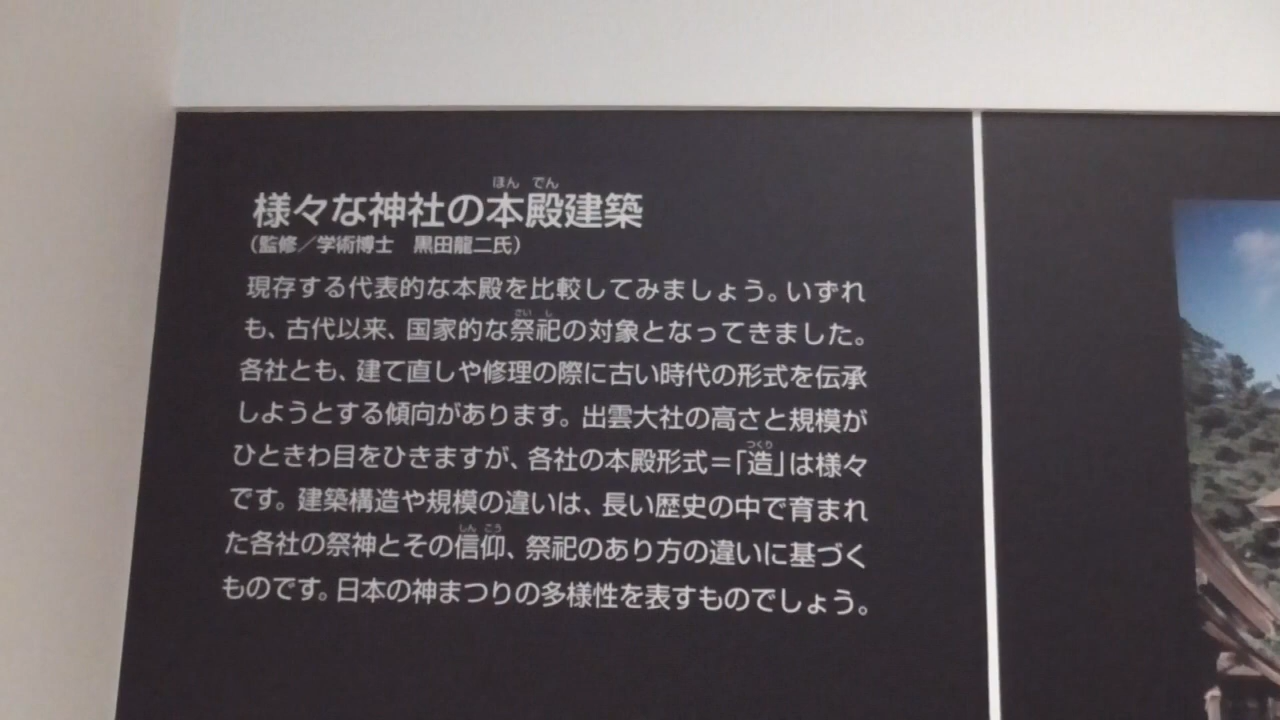 様々な神社の本殿建築
(監修/学術博士 黒田龍二氏)
現存する代表的な本殿を比較してみましょう。いずれ
も、古代以来、国家的な祭祀の対象となってきました。
各社とも、建て直しや修理の際に古い時代の形式を伝承
しようとする傾向があります。出雲大社の高さと規模が
ひときわ目をひきますが、各社の本殿形式=「造」は様々
です。建築構造や規模の違いは、長い歴史の中で育まれ
た各社の祭神とその信仰、祭祀のあり方の違いに基づく
ものです。日本の神まつりの多様性を表すものでしょう。